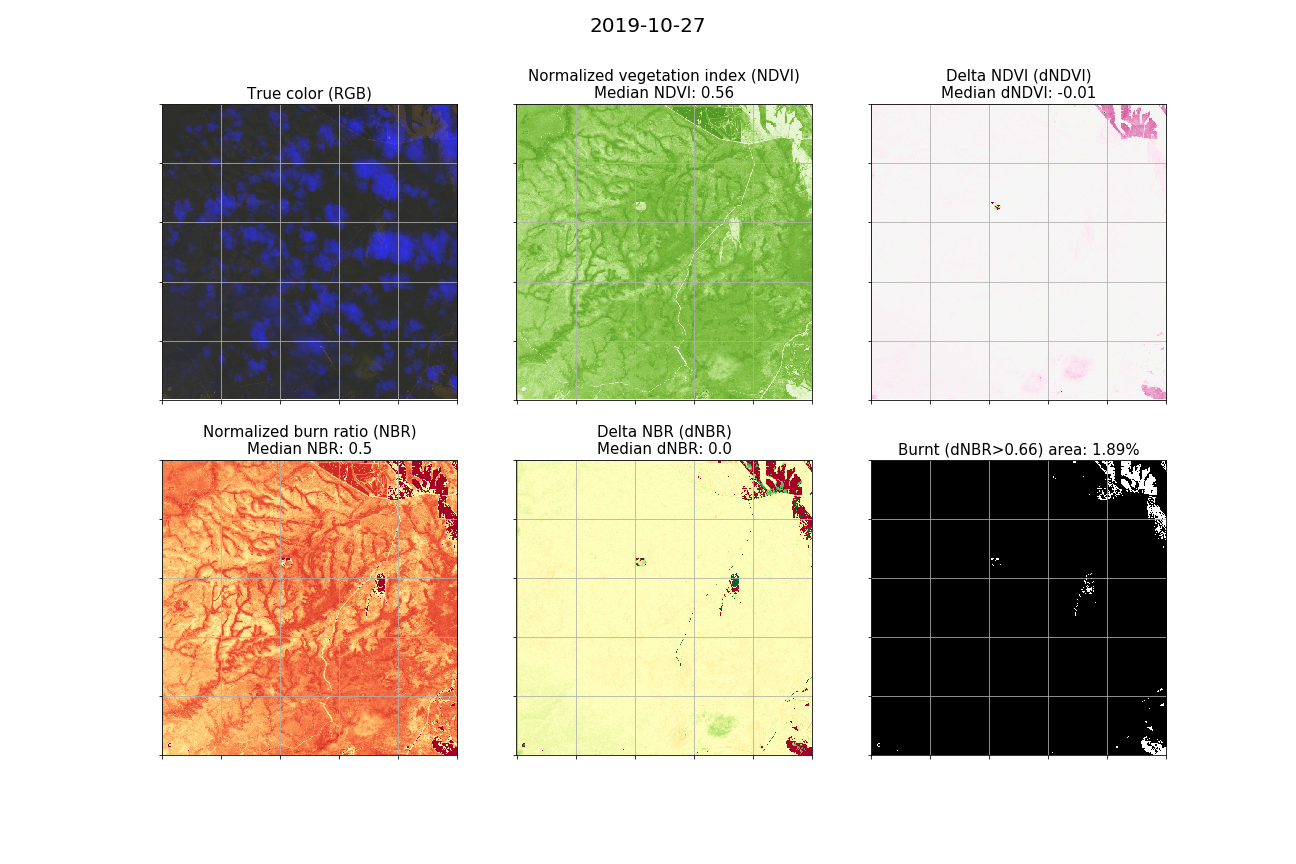 2019-10-27
True color (RGB)
Normalized vegetation index (NDVI)
Median NDVI: 0.56
Delta NDVI (dNDVI)
Median dNDVI: -0.01
Normalized burn ratio (NBR)
Median NBR: 0.5
Delta NBR (dNBR)
Median dNBR: 0.0
Burnt (dNBR>0.66) area: 1.89%